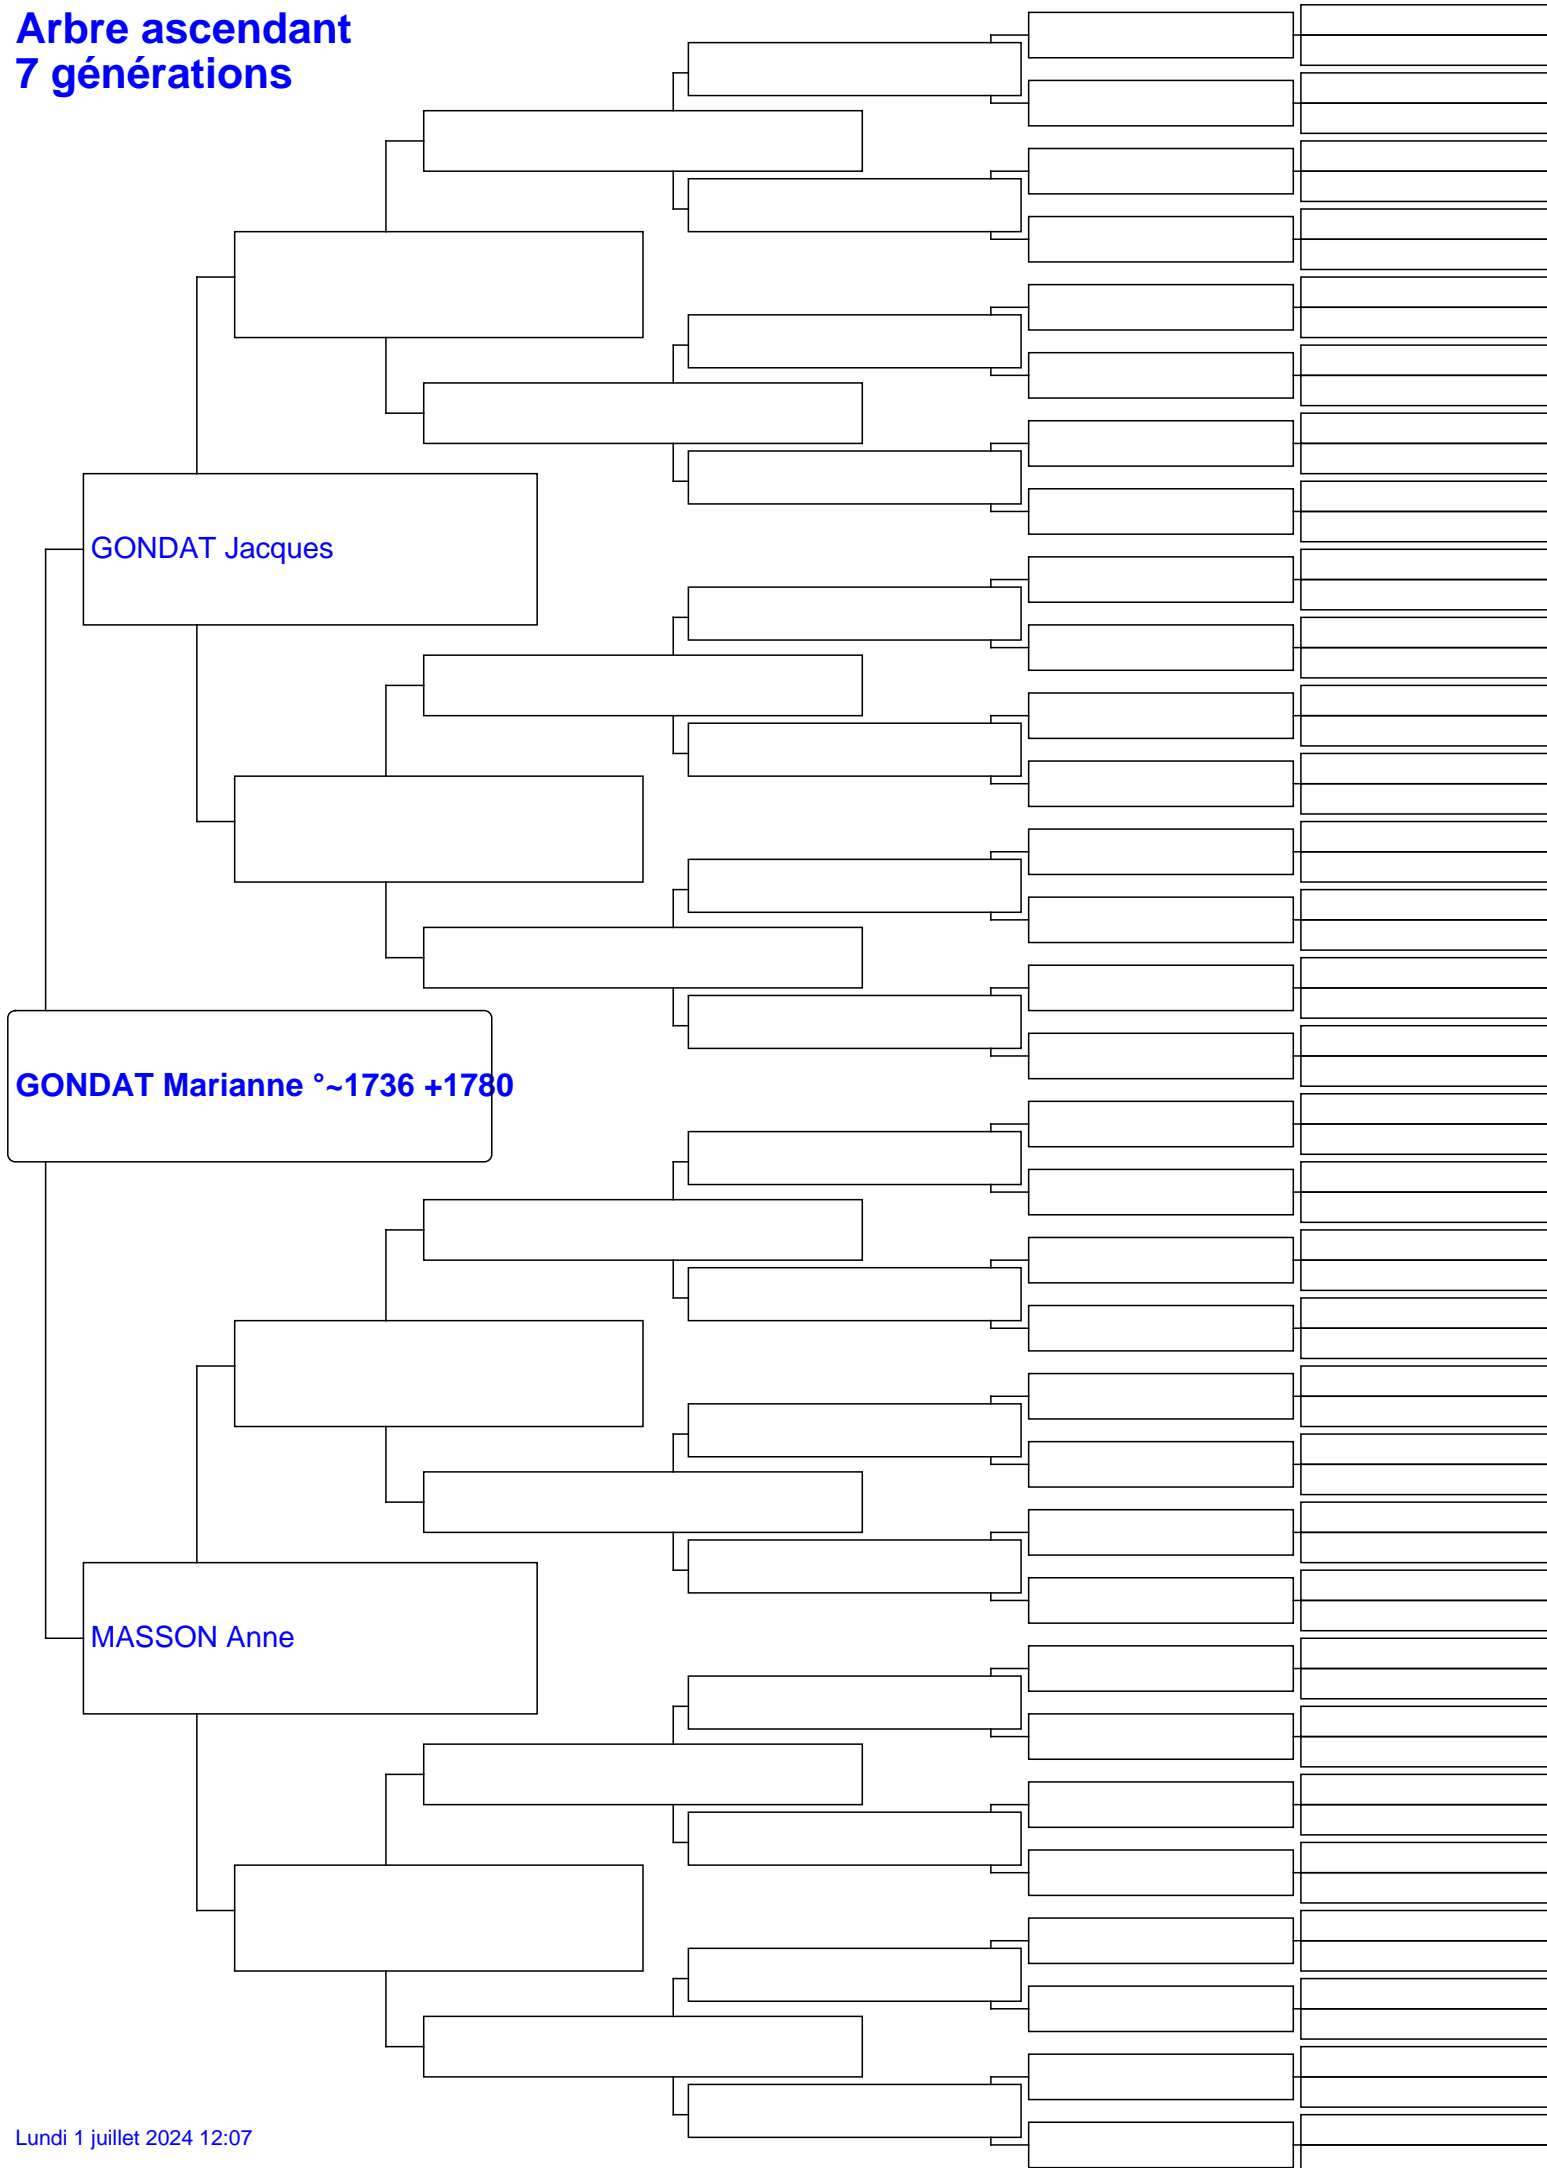 Arbre ascendant
7 générations
GONDAT Jacques
GONDAT Marianne °~1736 +1780
MASSON Anne
Lundi 1 juillet 2024 12:07